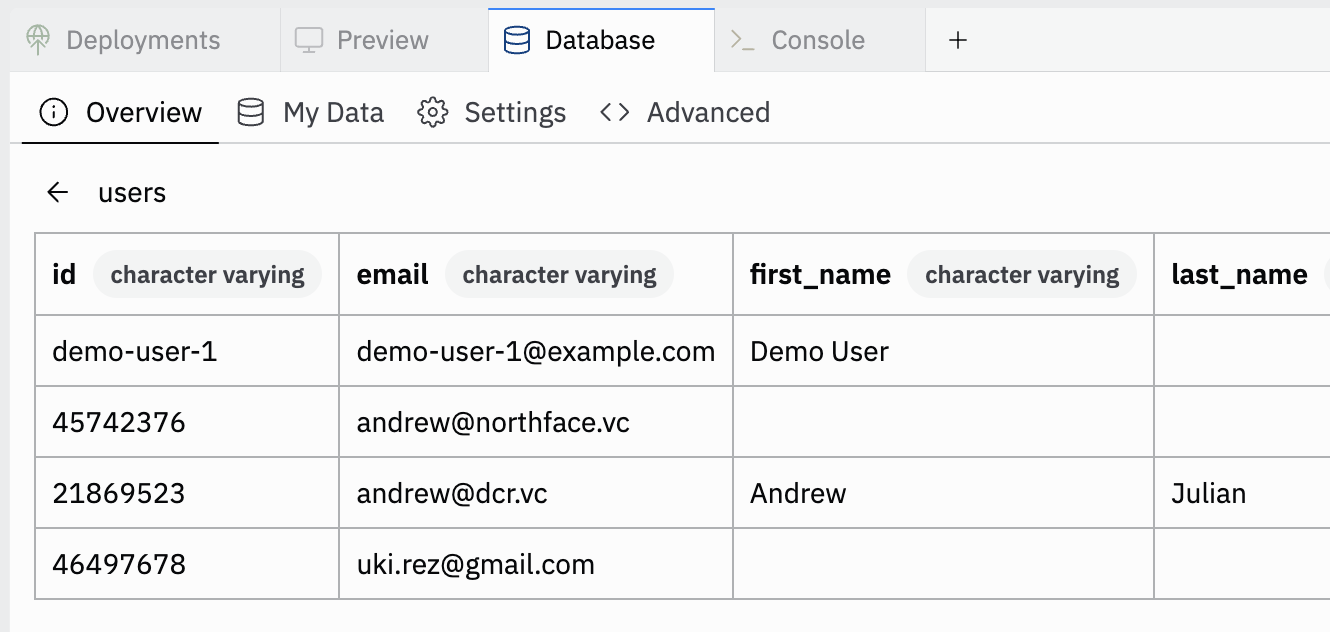 Deployments Preview Database Console +
Overview My Data Settings Advanced
users
id character varying email character varying first_name character varying last_name
demo-user-1 demo-user-1@example.com Demo User
45742376 andrew@northface.vc
21869523 andrew@dcr.vc Andrew Julian
46497678 uki.rez@gmail.com